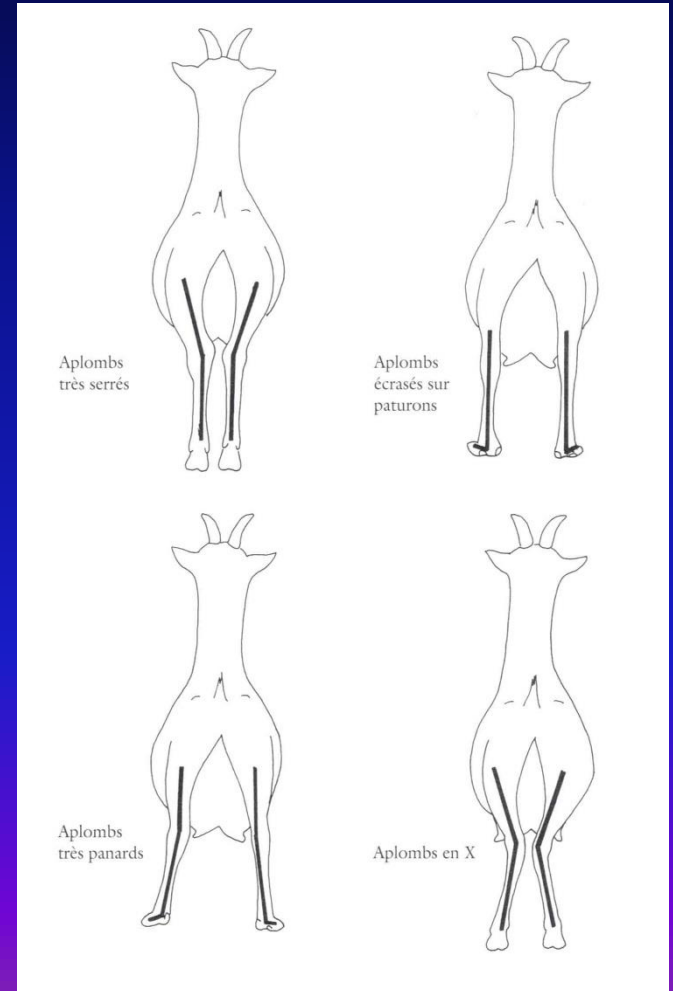 Aplombs
très serrés
Aplombs
écrasés sur
paturons
Aplombs
très panards
Aplombs en X